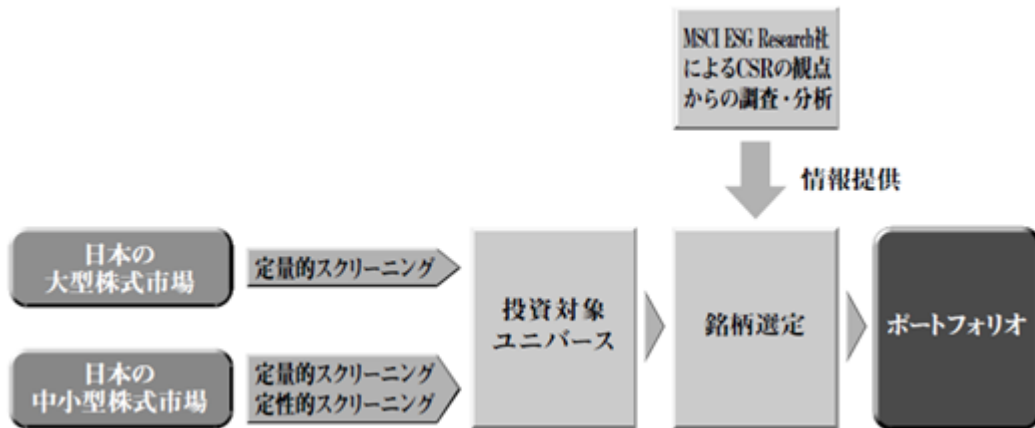 MSCI ESG Research社
によるCSRの観点
からの調査・分析
情報提供
日本の
大型株式市場
定量的スクリーニング
投資対象
ユニバース
銘柄選定
ポートフォリオ
日本の
中小型株式市場
定量的スクリーニング
定性的スクリーニング